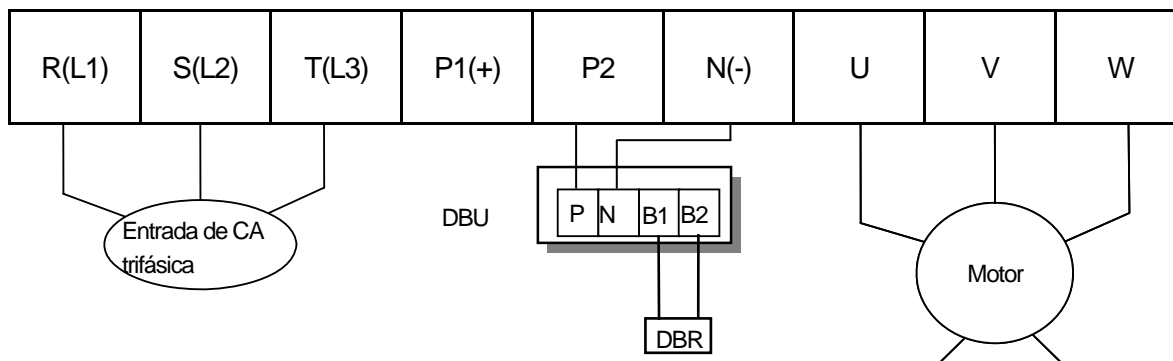 R(L1) S(L2) T(L3) P1(+) P2 N(-) U V W
DBU
P N B1 B2
Entrada de CA
trifásica
Motor
DBR